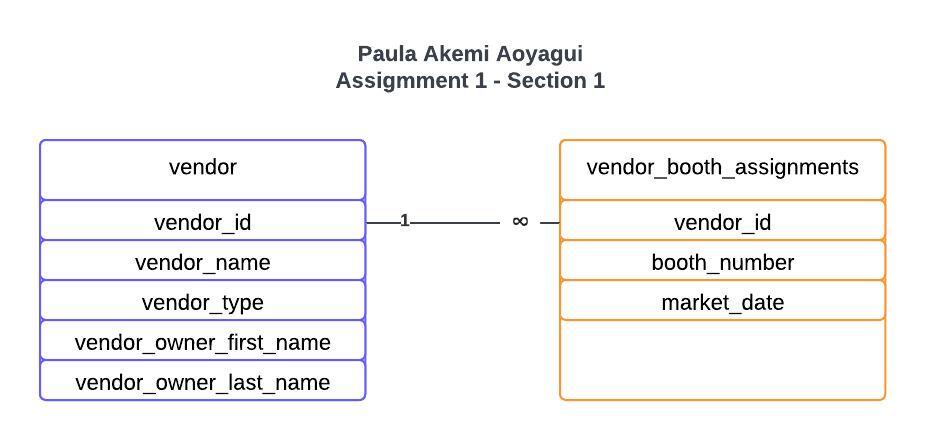 Paula Akemi Aoyagui
Assigmment 1 - Section 1
vendor
vendor_id
vendor_name
vendor_type
vendor_owner_first_name
vendor_owner_last_name
1
∞
vendor_booth_assignments
vendor_id
booth_number
market_date